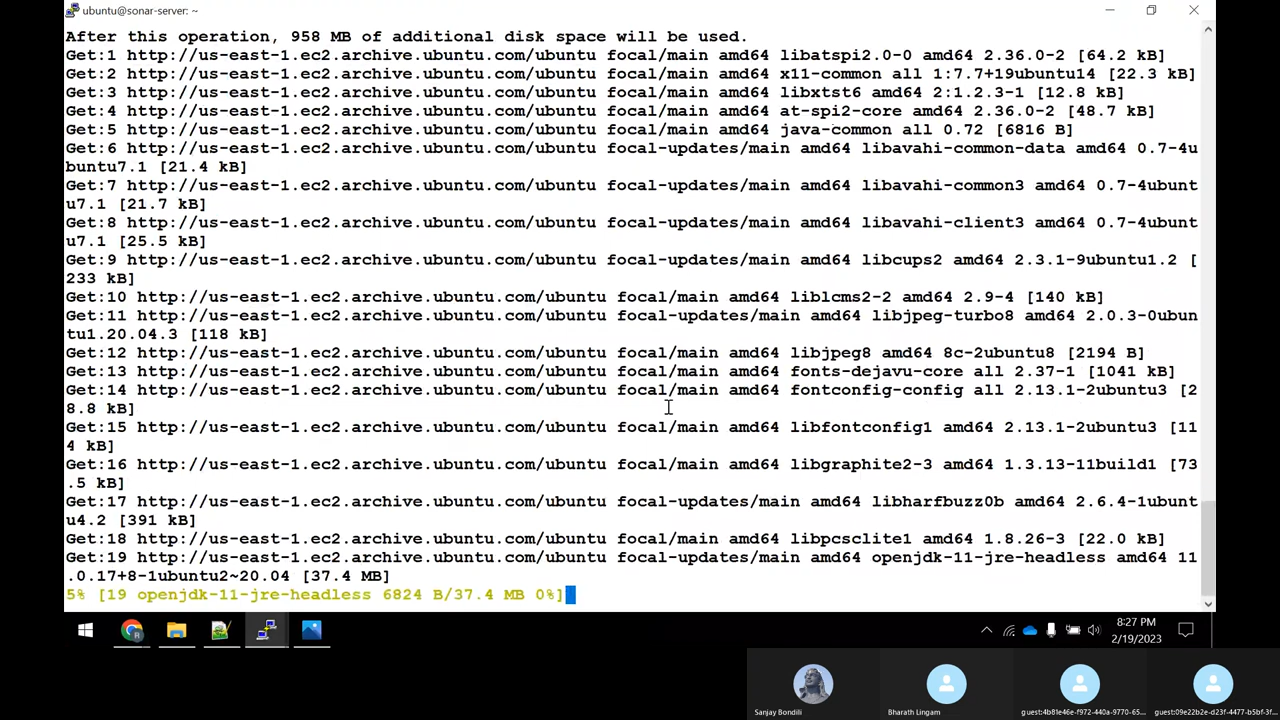 ubuntu@sonar-server: ~
After this operation, 958 MB of additional disk space will be used.
Get:1 http://us-east-1.ec2.archive.ubuntu.com/ubuntu focal/main amd64 libatspi2.0-0 amd64 2.36.0-2 [64.2 kB]
Get:2 http://us-east-1.ec2.archive.ubuntu.com/ubuntu focal/main amd64 x11-common all 1:7.7+19ubuntu14 [22.3 kB]
Get:3 http://us-east-1.ec2.archive.ubuntu.com/ubuntu focal/main amd64 libxtst6 amd64 2:1.2.3-1 [12.8 kB]
Get:4 http://us-east-1.ec2.archive.ubuntu.com/ubuntu focal/main amd64 at-spi2-core amd64 2.36.0-2 [48.7 kB]
Get:5 http://us-east-1.ec2.archive.ubuntu.com/ubuntu focal/main amd64 java-common all 0.72 [6816 B]
Get:6 http://us-east-1.ec2.archive.ubuntu.com/ubuntu focal-updates/main amd64 libavahi-common-data amd64 0.7-4u
buntu7.1 [21.4 kB]
Get:7 http://us-east-1.ec2.archive.ubuntu.com/ubuntu focal-updates/main amd64 libavahi-common3 amd64 0.7-4ubunt
u7.1 [21.7 kB]
Get:8 http://us-east-1.ec2.archive.ubuntu.com/ubuntu focal-updates/main amd64 libavahi-client3 amd64 0.7-4ubunt
u7.1 [25.5 kB]
Get:9 http://us-east-1.ec2.archive.ubuntu.com/ubuntu focal-updates/main amd64 libcups2 amd64 2.3.1-9ubuntu1.2 [
233 kB]
Get:10 http://us-east-1.ec2.archive.ubuntu.com/ubuntu focal/main amd64 liblcms2-2 amd64 2.9-4 [140 kB]
Get:11 http://us-east-1.ec2.archive.ubuntu.com/ubuntu focal-updates/main amd64 libjpeg-turbo8 amd64 2.0.3-0ubun
tu1.20.04.3 [118 kB]
Get:12 http://us-east-1.ec2.archive.ubuntu.com/ubuntu focal/main amd64 libjpeg8 amd64 8c-2ubuntu8 [2194 B]
Get:13 http://us-east-1.ec2.archive.ubuntu.com/ubuntu focal/main amd64 fonts-dejavu-core all 2.37-1 [1041 kB]
Get:14 http://us-east-1.ec2.archive.ubuntu.com/ubuntu focal/main amd64 fontconfig-config all 2.13.1-2ubuntu3 [2
8.8 kB]
Get:15 http://us-east-1.ec2.archive.ubuntu.com/ubuntu focal/main amd64 libfontconfig1 amd64 2.13.1-2ubuntu3 [11
4 kB]
Get:16 http://us-east-1.ec2.archive.ubuntu.com/ubuntu focal/main amd64 libgraphite2-3 amd64 1.3.13-11build1 [73
.5 kB]
Get:17 http://us-east-1.ec2.archive.ubuntu.com/ubuntu focal-updates/main amd64 libharfbuzz0b amd64 2.6.4-1ubunt
u4.2 [391 kB]
Get:18 http://us-east-1.ec2.archive.ubuntu.com/ubuntu focal/main amd64 libpcsclite1 amd64 1.8.26-3 [22.0 kB]
Get:19 http://us-east-1.ec2.archive.ubuntu.com/ubuntu focal-updates/main amd64 openjdk-11-jre-headless amd64 11
.0.17+8-1ubuntu2~20.04 [37.4 MB]
5% [19 openjdk-11-jre-headless 6824 B/37.4 MB 0%]
8:27 PM
2/19/2023
Sanjay Bondili
Bharath Lingam
guest:4b81e46e-f972-440a-9770-65...
guest:09e22b2e-d23f-4477-b5bf-3f...